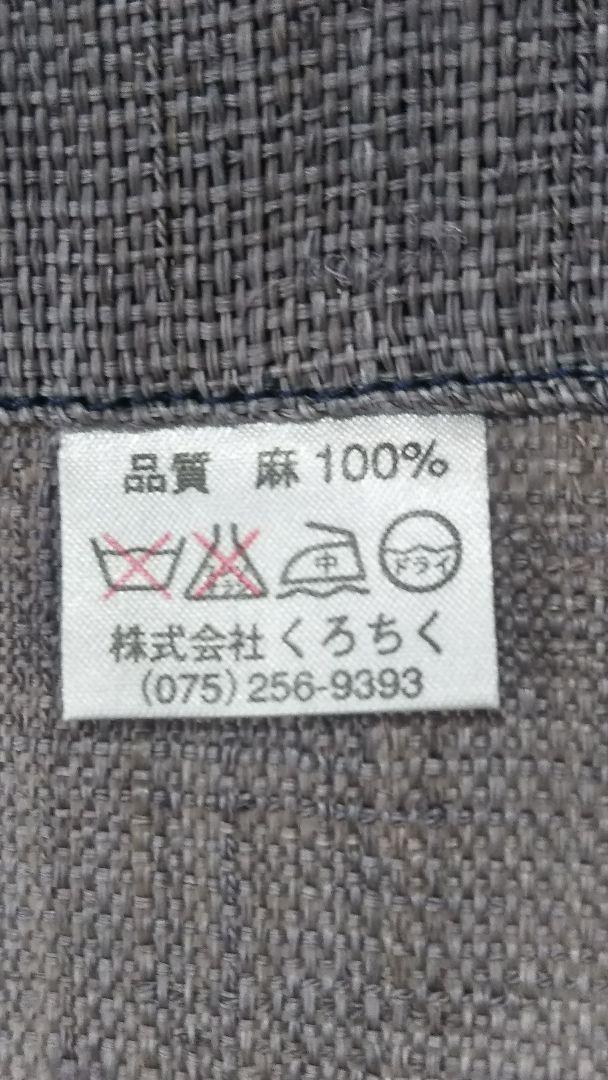 品質 麻 100%
中 ドライ
株式会社 くろちく
(075) 256-9393